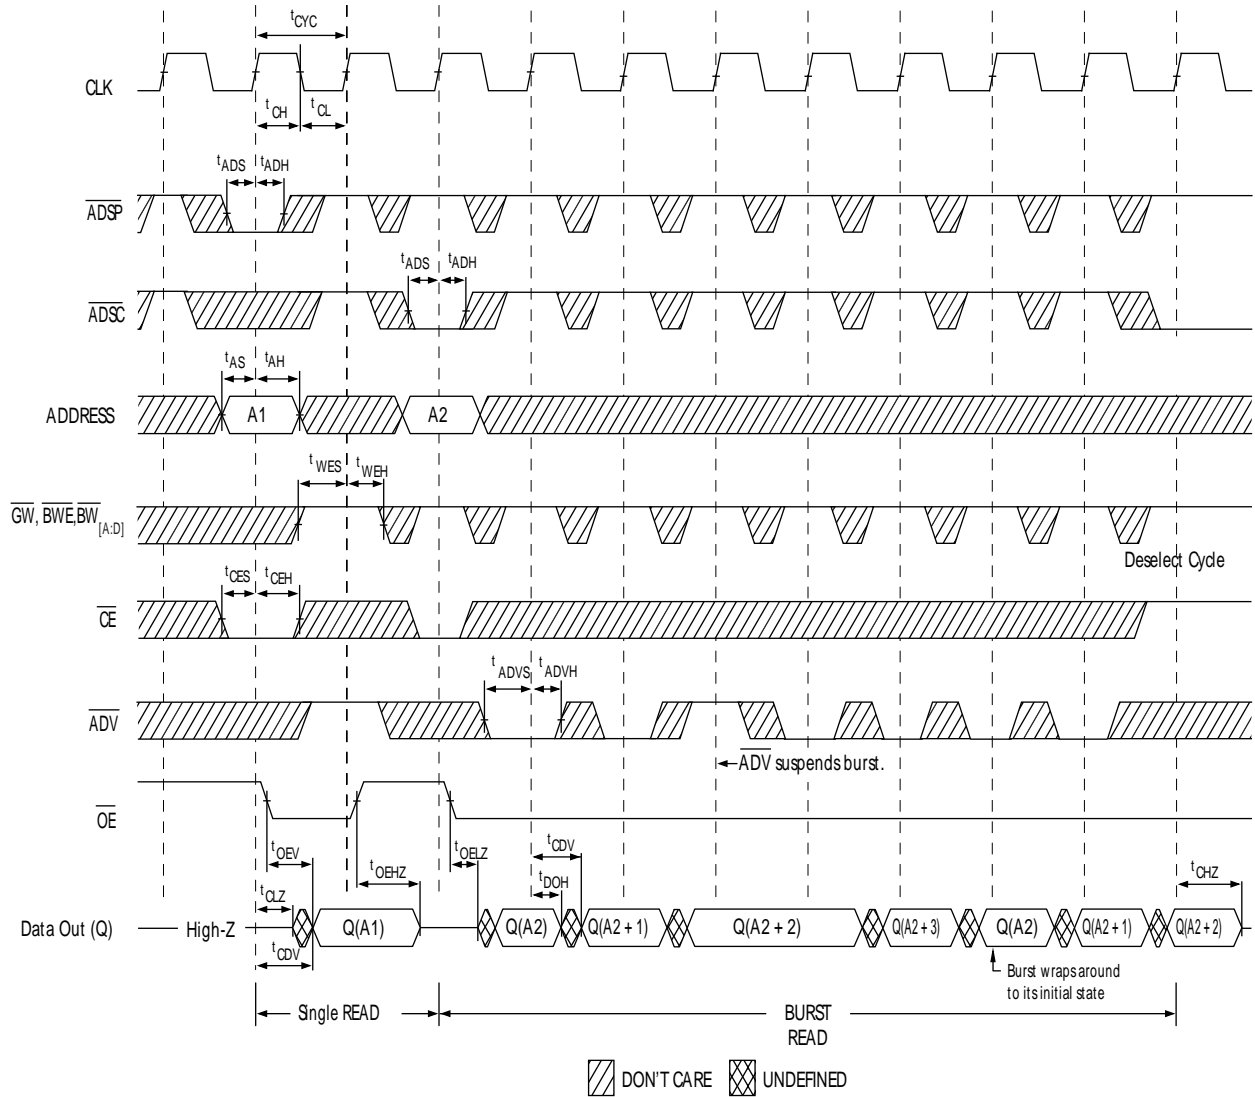 tCYC
CLK
tCH
tCL
tADS
tADH
ADSP
tADS
tADH
ADSC
tAS
tAH
ADDRESS
A1
A2
tWES
tWEH
GW, BWE,BW[A:D]
Deselect Cycle
tCES
tCEH
CE
tADVS
tADVH
ADV
ADV suspends burst.
OE
tOEV
tOEHZ
tOELZ
tCDV
tCLZ
tDOH
tCHZ
Data Out (Q)
High-Z
Q(A1)
Q(A2)
Q(A2 + 1)
Q(A2 + 2)
Q(A2 + 3)
Q(A2)
Q(A2 + 1)
Q(A2 + 2)
tCDV
Burst wraps around
to its initial state
Single READ
BURST
READ
DON'T CARE
UNDEFINED